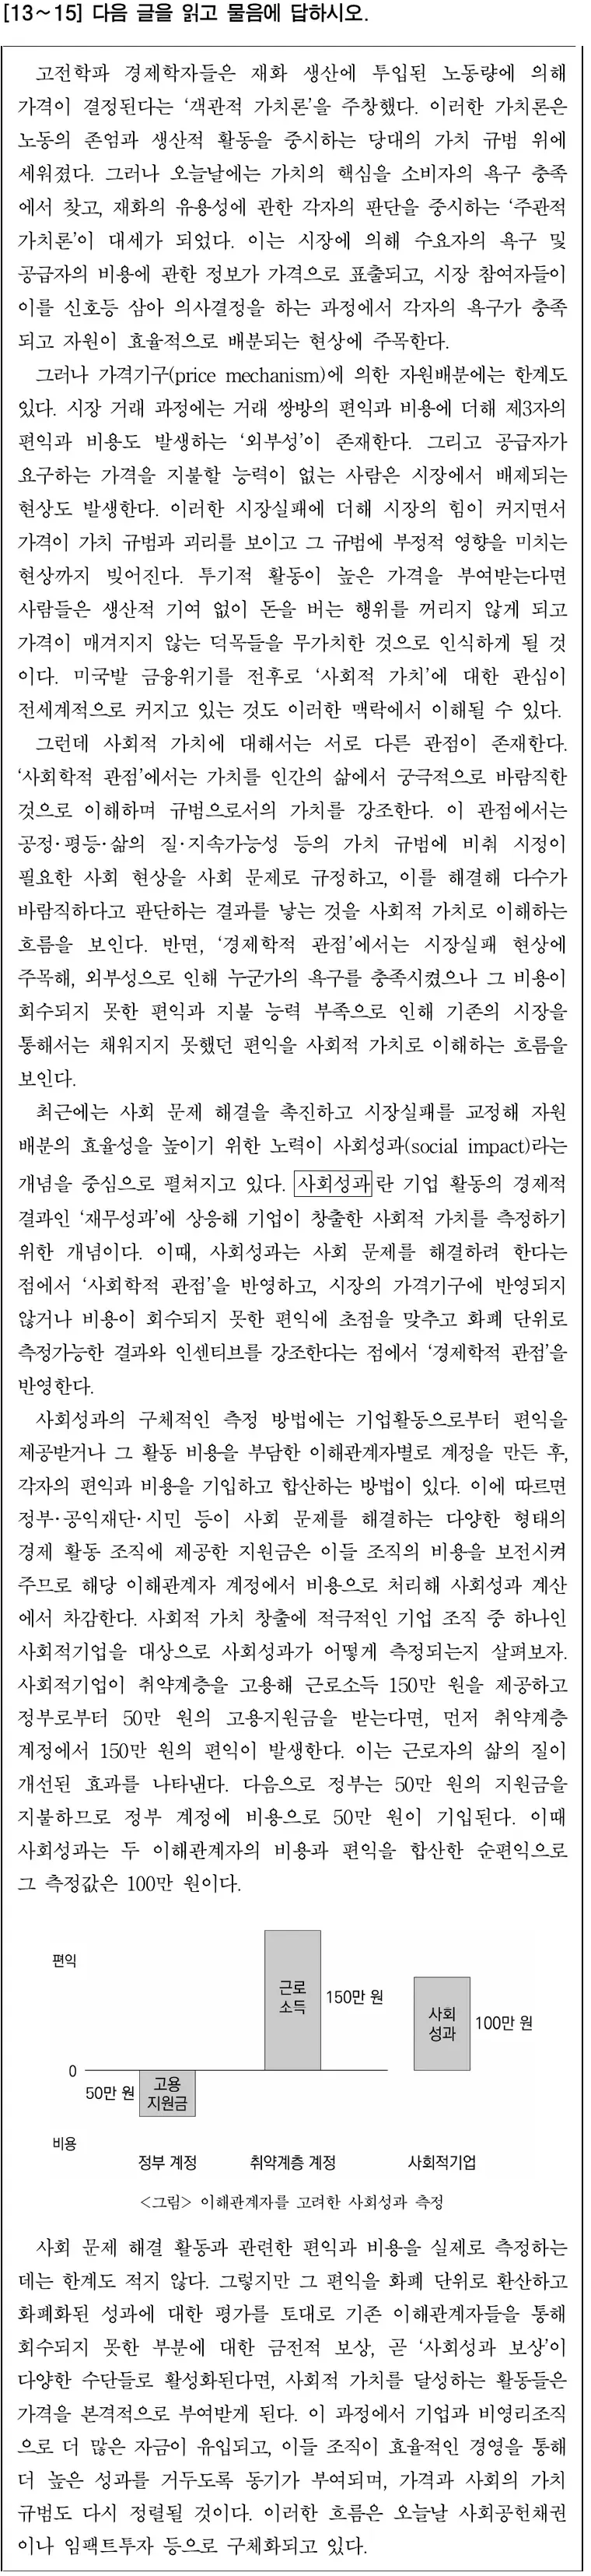 [13～15] 다음 글을 읽고 물음에 답하시오.
고전학파 경제학자들은 재화 생산에 투입된 노동량에 의해
가격이 결정된다는 ‘객관적 가치론’을 주창했다. 이러한 가치론은
노동의 존엄과 생산적 활동을 중시하는 당대의 가치 규범 위에
세워졌다. 그러나 오늘날에는 가치의 핵심을 소비자의 욕구 충족
에서 찾고, 재화의 유용성에 관한 각자의 판단을 중시하는 ‘주관적
가치론’이 대세가 되었다. 이는 시장에 의해 수요자의 욕구 및
공급자의 비용에 관한 정보가 가격으로 표출되고, 시장 참여자들이
이를 신호등 삼아 의사결정을 하는 과정에서 각자의 욕구가 충족
되고 자원이 효율적으로 배분되는 현상에 주목한다.
그러나 가격기구(price mechanism)에 의한 자원배분에는 한계도
있다. 시장 거래 과정에는 거래 쌍방의 편익과 비용에 더해 제3자의
편익과 비용도 발생하는 ‘외부성’이 존재한다. 그리고 공급자가
요구하는 가격을 지불할 능력이 없는 사람은 시장에서 배제되는
현상도 발생한다. 이러한 시장실패에 더해 시장의 힘이 커지면서
가격이 가치 규범과 괴리를 보이고 그 규범에 부정적 영향을 미치는
현상까지 빚어진다. 투기적 활동이 높은 가격을 부여받는다면
사람들은 생산적 기여 없이 돈을 버는 행위를 꺼리지 않게 되고
가격이 매겨지지 않는 덕목들을 무가치한 것으로 인식하게 될 것
이다. 미국발 금융위기를 전후로 ‘사회적 가치’에 대한 관심이
전세계적으로 커지고 있는 것도 이러한 맥락에서 이해될 수 있다.
그런데 사회적 가치에 대해서는 서로 다른 관점이 존재한다.
‘사회학적 관점’에서는 가치를 인간의 삶에서 궁극적으로 바람직한
것으로 이해하며 규범으로서의 가치를 강조한다. 이 관점에서는
공정·평등·삶의 질·지속가능성 등의 가치 규범에 비춰 시정이
필요한 사회 현상을 사회 문제로 규정하고, 이를 해결해 다수가
바람직하다고 판단하는 결과를 낳는 것을 사회적 가치로 이해하는
흐름을 보인다. 반면, ‘경제학적 관점’에서는 시장실패 현상에
주목해, 외부성으로 인해 누군가의 욕구를 충족시켰으나 그 비용이
회수되지 못한 편익과 지불 능력 부족으로 인해 기존의 시장을
통해서는 채워지지 못했던 편익을 사회적 가치로 이해하는 흐름을
보인다.
최근에는 사회 문제 해결을 촉진하고 시장실패를 교정해 자원
배분의 효율성을 높이기 위한 노력이 사회성과(social impact)라는
개념을 중심으로 펼쳐지고 있다. 사회성과란 기업 활동의 경제적
결과인 ‘재무성과’에 상응해 기업이 창출한 사회적 가치를 측정하기
위한 개념이다. 이때, 사회성과는 사회 문제를 해결하려 한다는
점에서 ‘사회학적 관점’을 반영하고, 시장의 가격기구에 반영되지
않거나 비용이 회수되지 못한 편익에 초점을 맞추고 화폐 단위로
측정가능한 결과와 인센티브를 강조한다는 점에서 ‘경제학적 관점’을
반영한다.
사회성과의 구체적인 측정 방법에는 기업활동으로부터 편익을
제공받거나 그 활동 비용을 부담한 이해관계자별로 계정을 만든 후,
각자의 편익과 비용을 기입하고 합산하는 방법이 있다. 이에 따르면
정부·공익재단·시민 등이 사회 문제를 해결하는 다양한 형태의
경제 활동 조직에 제공한 지원금은 이들 조직의 비용을 보전시켜
주므로 해당 이해관계자 계정에서 비용으로 처리해 사회성과 계산
에서 차감한다. 사회적 가치 창출에 적극적인 기업 조직 중 하나인
사회적기업을 대상으로 사회성과가 어떻게 측정되는지 살펴보자.
사회적기업이 취약계층을 고용해 근로소득 150만 원을 제공하고
정부로부터 50만 원의 고용지원금을 받는다면, 먼저 취약계층
계정에서 150만 원의 편익이 발생한다. 이는 근로자의 삶의 질이
개선된 효과를 나타낸다. 다음으로 정부는 50만 원의 지원금을
지불하므로 정부 계정에 비용으로 50만 원이 기입된다. 이때
사회성과는 두 이해관계자의 비용과 편익을 합산한 순편익으로
그 측정값은 100만 원이다.
편익
근로
소득
150만 원
사회
성과
100만 원
0
50만 원
고용
지원금
비용
정부 계정
취약계층 계정
사회적기업
<그림> 이해관계자를 고려한 사회성과 측정
사회 문제 해결 활동과 관련한 편익과 비용을 실제로 측정하는
데는 한계도 적지 않다. 그렇지만 그 편익을 화폐 단위로 환산하고
화폐화된 성과에 대한 평가를 토대로 기존 이해관계자들을 통해
회수되지 못한 부분에 대한 금전적 보상, 곧 ‘사회성과 보상’이
다양한 수단들로 활성화된다면, 사회적 가치를 달성하는 활동들은
가격을 본격적으로 부여받게 된다. 이 과정에서 기업과 비영리조직
으로 더 많은 자금이 유입되고, 이들 조직이 효율적인 경영을 통해
더 높은 성과를 거두도록 동기가 부여되며, 가격과 사회의 가치
규범도 다시 정렬될 것이다. 이러한 흐름은 오늘날 사회공헌채권
이나 임팩트투자 등으로 구체화되고 있다.